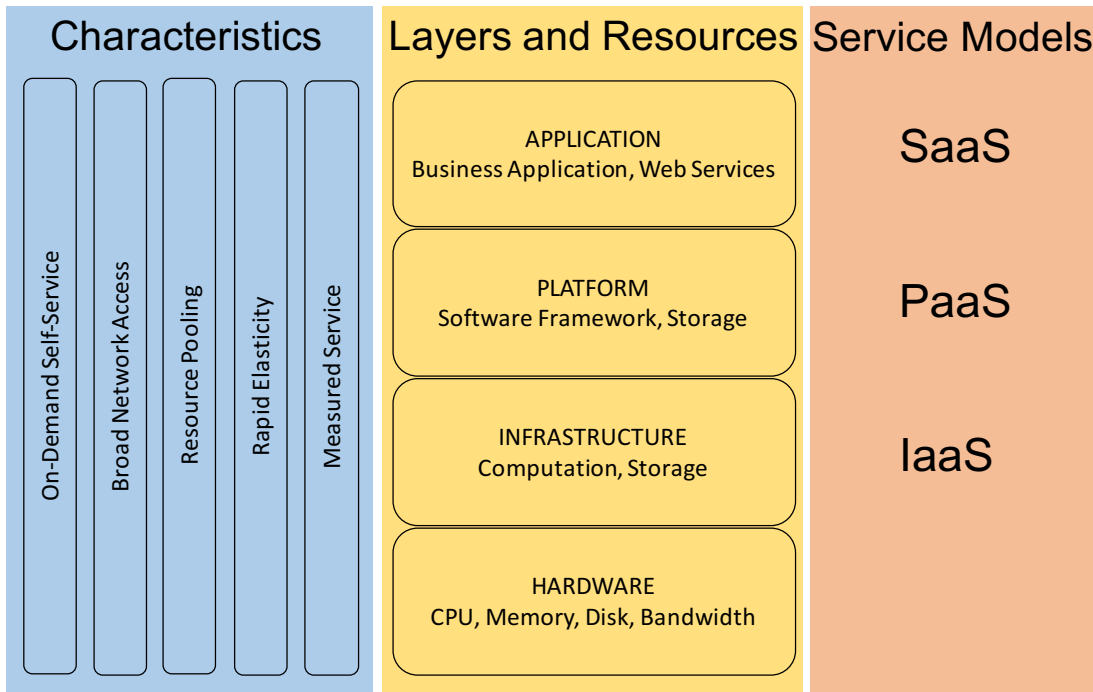 Characteristics
On-Demand Self-Service
Broad Network Access
Resource Pooling
Rapid Elasticity
Measured Service
Layers and Resources
APPLICATION
Business Application, Web Services
PLATFORM
Software Framework, Storage
INFRASTRUCTURE
Computation, Storage
HARDWARE
CPU, Memory, Disk, Bandwidth
Service Models
SaaS
PaaS
IaaS